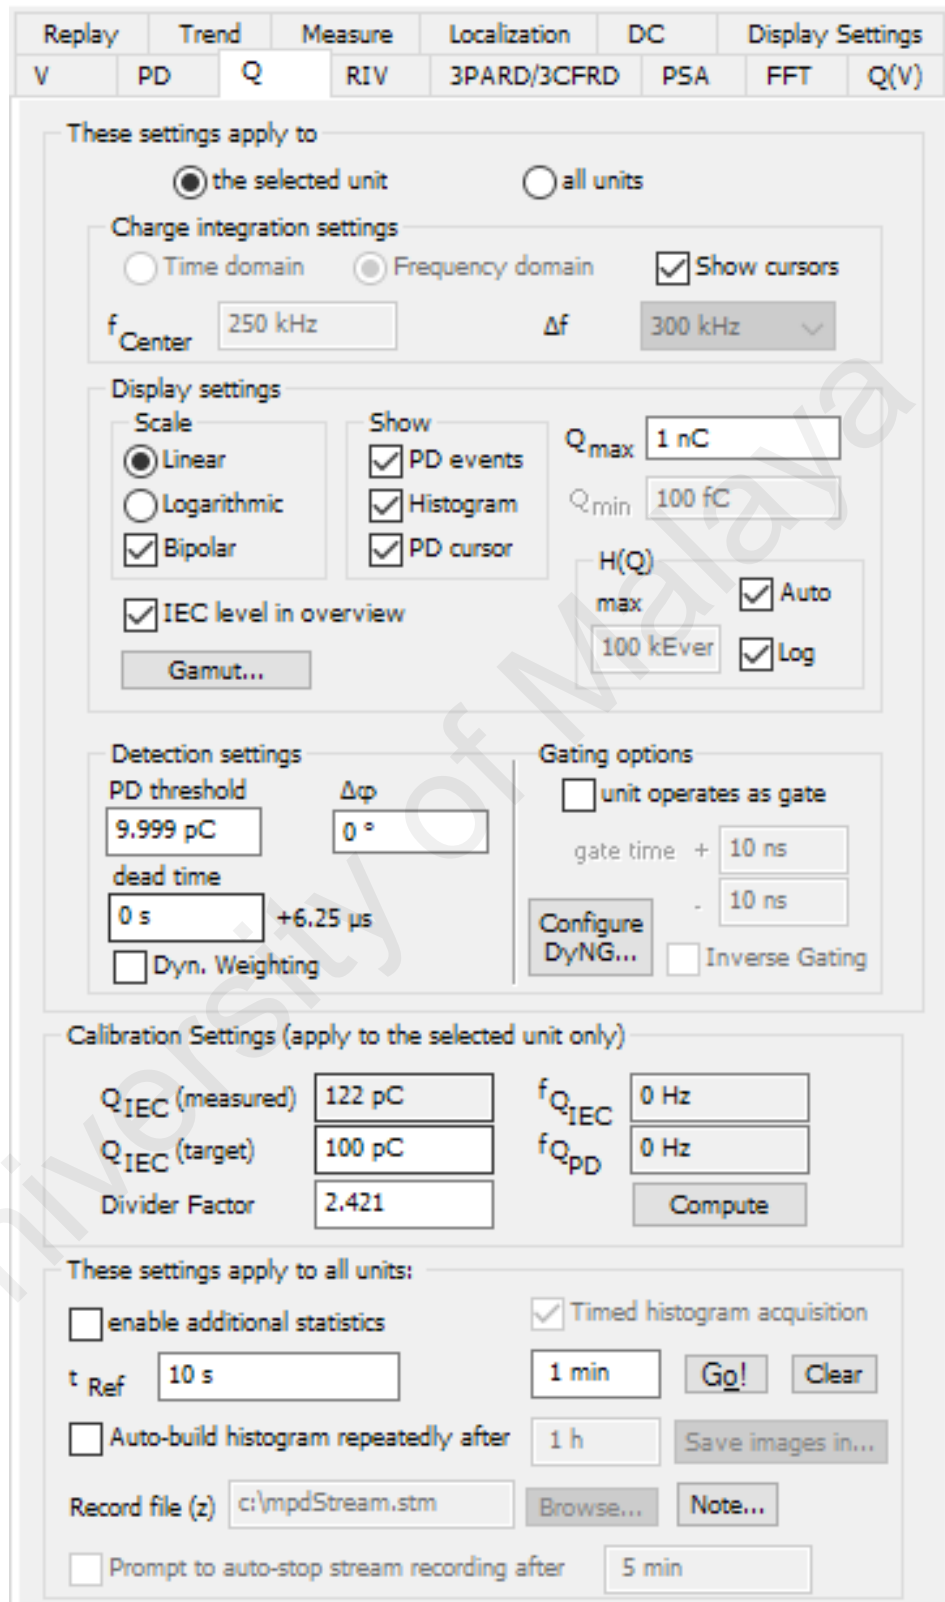 Replay Trend Measure Localization DC Display Settings
V PD Q RIV 3PARD/3CFRD PSA FFT Q(V)
These settings apply to
the selected unit all units
Charge integration settings
Time domain Frequency domain Show cursors
f Center 250 kHz Δf 300 kHz
Display settings
Scale Show
Qmax 1 nC
Linear PD events
Qmin 100 fC
Logarithmic Histogram
Bipolar PD cursor
H(Q)
max Auto
IEC level in overview
100 kEver Log
Gamut...
Detection settings Gating options
PD threshold Δφ unit operates as gate
9.999 pC 0 °
gate time + 10 ns
dead time
0 s +6.25 µs - 10 ns
Configure
DyNG...
Dyn. Weighting Inverse Gating
Calibration Settings (apply to the selected unit only)
QIEC (measured) 122 pC fQIEC 0 Hz
QIEC (target) 100 pC fQPD 0 Hz
Divider Factor 2.421 Compute
These settings apply to all units:
enable additional statistics Timed histogram acquisition
t Ref 10 s 1 min Go! Clear
Auto-build histogram repeatedly after 1 h Save images in...
Record file (z) c:\mpdStream.stm Browse... Note...
Prompt to auto-stop stream recording after 5 min
University of Malaya